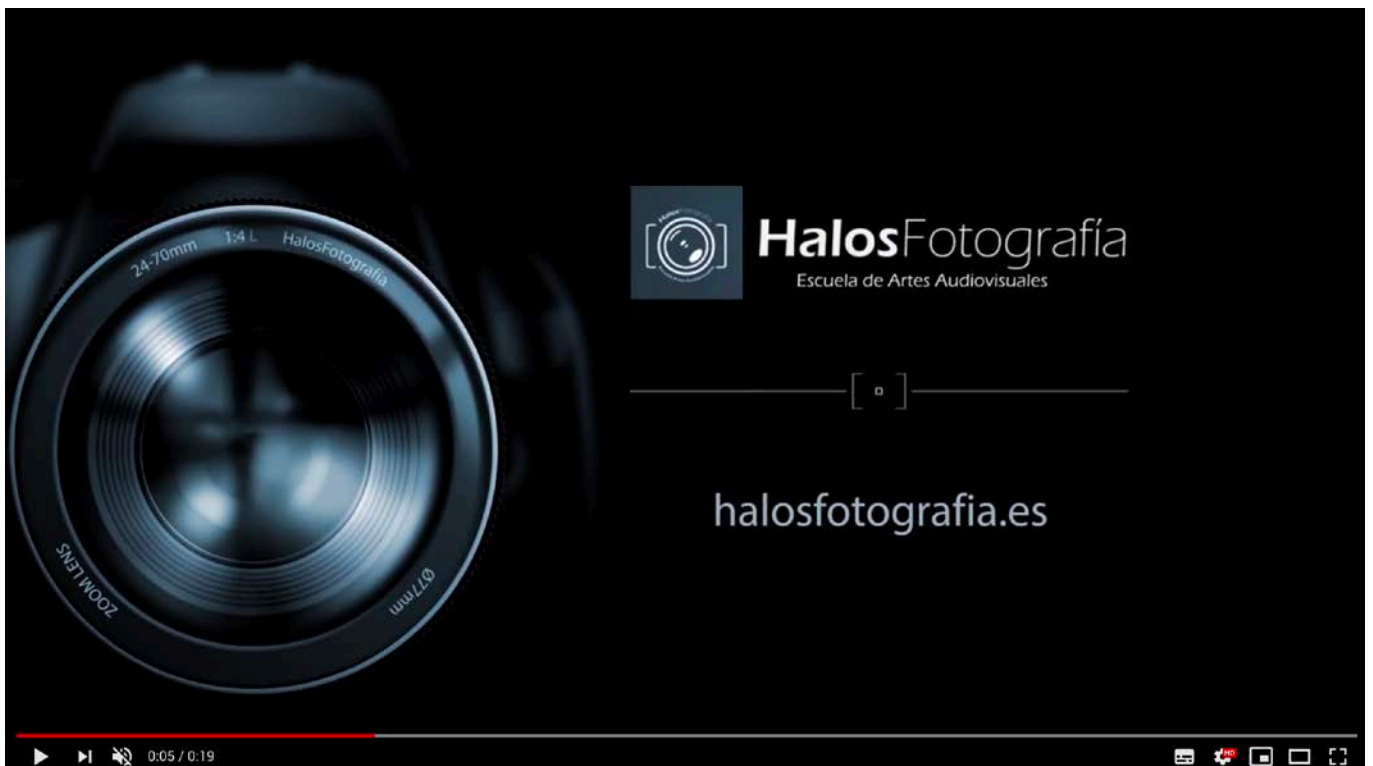 24-70mm 1:4 L HalosFotografía
ZOOM LENS
Ø77mm
HalosFotografía
Escuela de Artes Audiovisuales
halosfotografia.es
0:05 / 0:19
HD